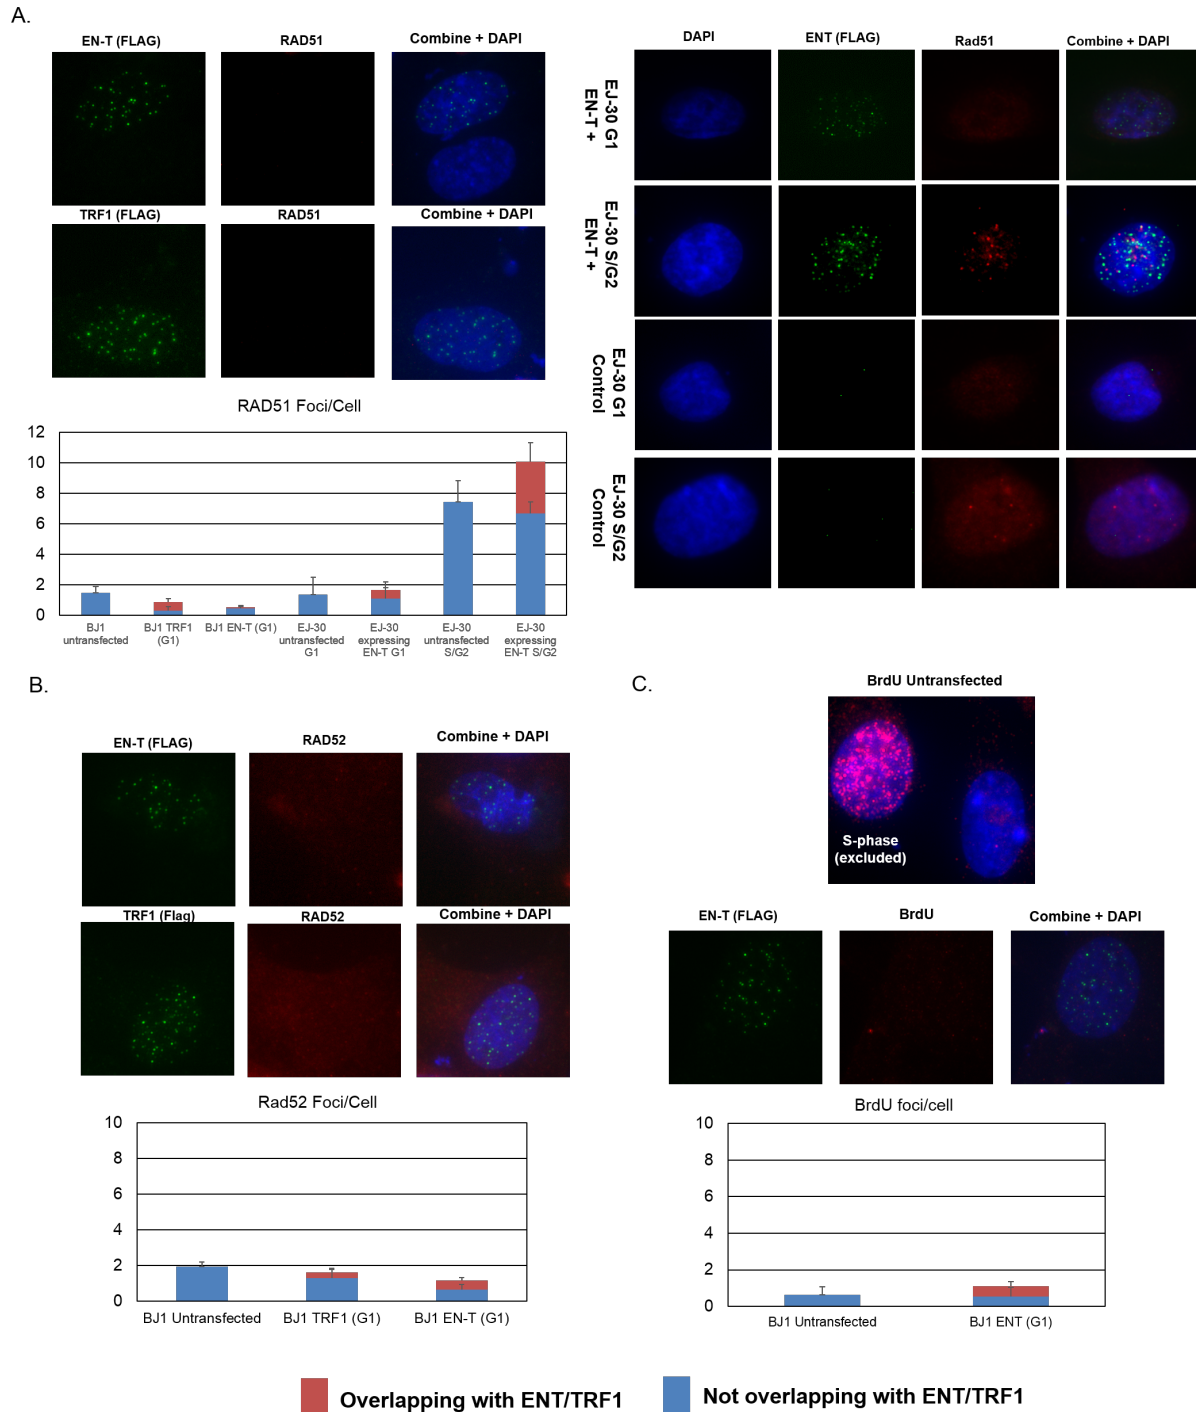 A.
EN-T (FLAG)
RAD51
Combine + DAPI
TRF1 (FLAG)
RAD51
Combine + DAPI
RAD51 Foci/Cell
12
10
8
6
4
2
0
BJ1
untransfected
BJ1 TRF1
(G1)
BJ1 EN-T (G1)
EJ-30
untransfected
G1
EJ-30
expressing
EN-T G1
EJ-30
untransfected
S/G2
EJ-30
expressing
EN-T S/G2
DAPI
ENT (FLAG)
Rad51
Combine + DAPI
EJ-30 G1
EN-T +
EJ-30 S/G2
EN-T +
EJ-30 G1
Control
EJ-30 S/G2
Control
B.
EN-T (FLAG)
RAD52
Combine + DAPI
TRF1 (Flag)
RAD52
Combine + DAPI
Rad52 Foci/Cell
10
8
6
4
2
0
BJ1 Untransfected
BJ1 TRF1 (G1)
BJ1 EN-T (G1)
C.
BrdU Untransfected
S-phase
(excluded)
EN-T (FLAG)
BrdU
Combine + DAPI
BrdU foci/cell
10
8
6
4
2
0
BJ1 Untransfected
BJ1 ENT (G1)
Overlapping with ENT/TRF1
Not overlapping with ENT/TRF1